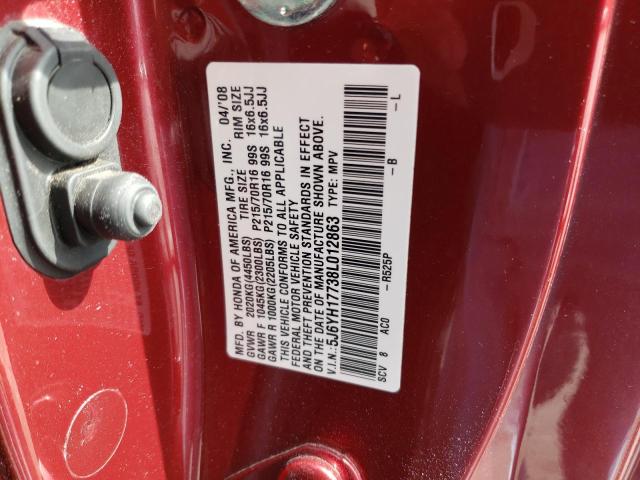 MFD. BY HONDA OF AMERICA MFG., INC. 04/'08
GVWR 2020KG(4450LBS) TIRE SIZE RIM SIZE
GAWR F 1045KG(2300LBS) P215/70R16 99S 16x6.5JJ
GAWR R 1000KG(2205LBS) P215/70R16 99S 16x6.5JJ
THIS VEHICLE CONFORMS TO ALL APPLICABLE
FEDERAL MOTOR VEHICLE SAFETY
AND THEFT PREVENTION STANDARDS IN EFFECT
ON THE DATE OF MANUFACTURE SHOWN ABOVE.
V.I.N.: 5J6YH17738L012863 TYPE: MPV
SCV 8 AC0 -R525P -B -L